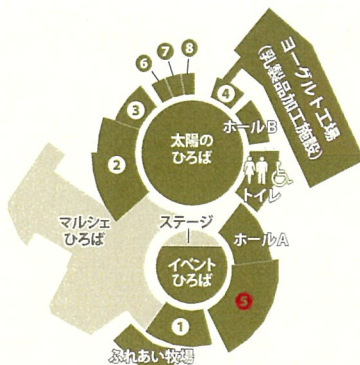 ⑥ ⑦ ⑧
③
④
ヨーグルト工場
(乳製品加工施設)
②
太陽の
ひろば
ホールB
トイレ
マルシェ
ひろば
ステージ
ホールA
イベント
ひろば
⑤
①
ふれあい牧場